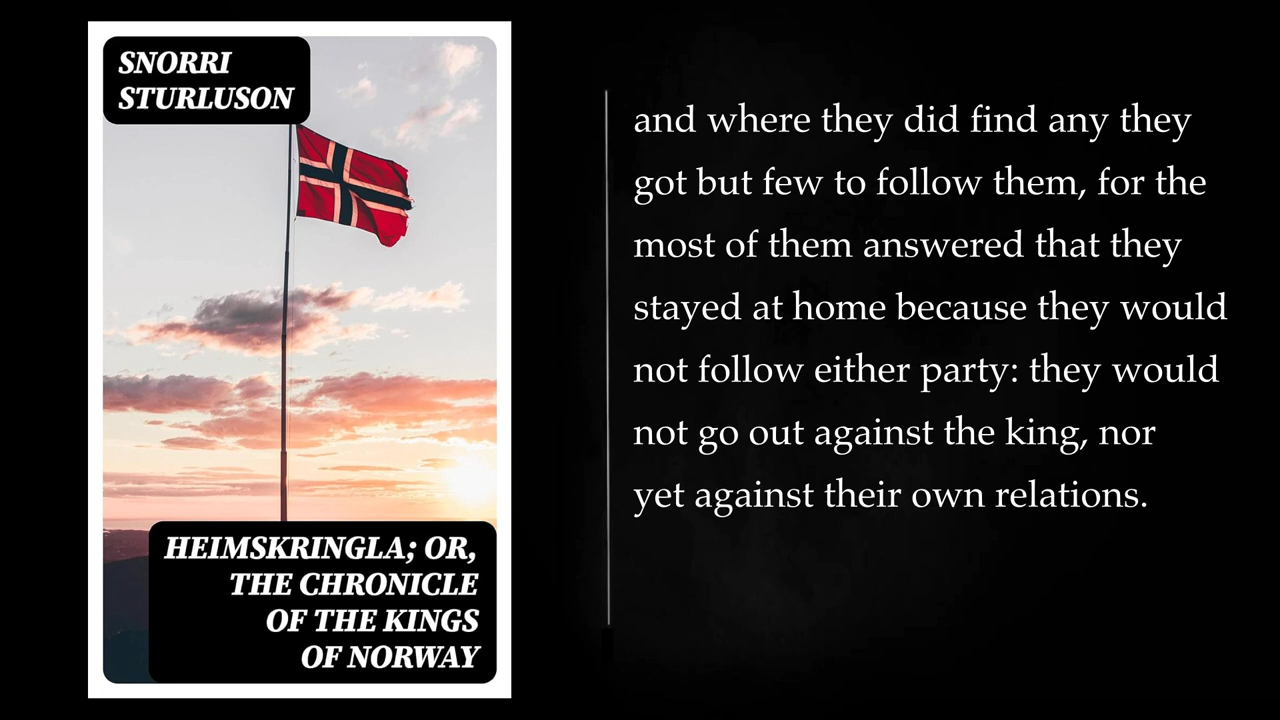 SNORRI
STURLUSON
HEIMSKRINGLA; OR,
THE CHRONICLE
OF THE KINGS
OF NORWAY
and where they did find any they
got but few to follow them, for the
most of them answered that they
stayed at home because they would
not follow either party: they would
not go out against the king, nor
yet against their own relations.